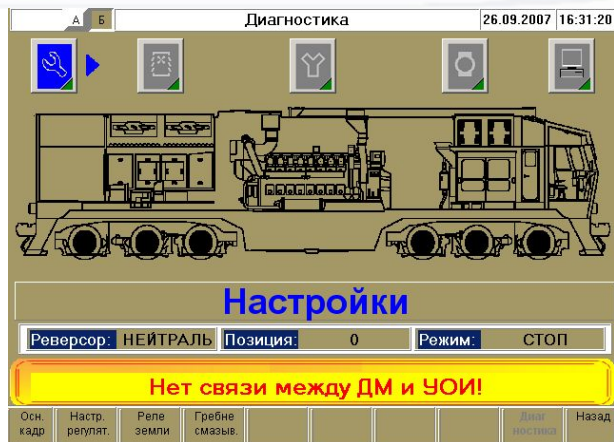 А Б Диагностика 26.09.2007 16:31:20
Настройки
Реверсор: НЕЙТРАЛЬ Позиция: 0 Режим: СТОП
Нет связи между ДМ и УОИ!
Осн. Настр. Реле Гребне Диаг Назад
кадр регулят. земли смазыв. ностика